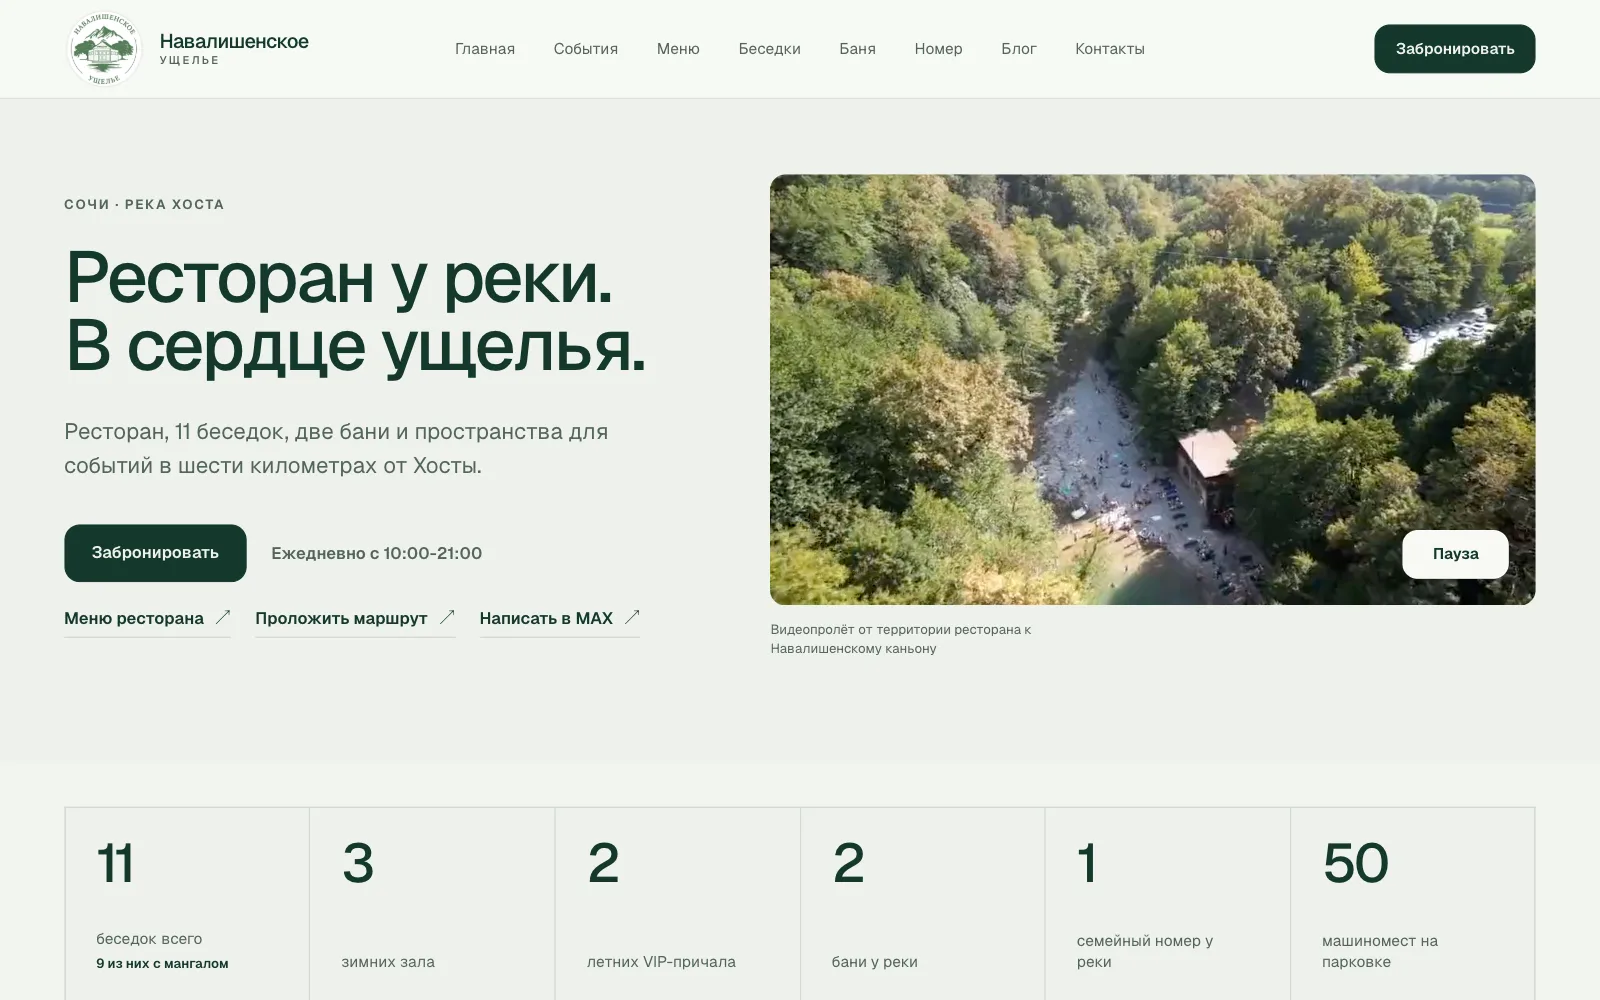 НАВАЛИШЕНСКОЕ
УЩЕЛЬЕ
Навалишенское
УЩЕЛЬЕ
Главная
События
Меню
Беседки
Баня
Номер
Блог
Контакты
Забронировать
СОЧИ · РЕКА ХОСТА
Ресторан у реки.
В сердце ущелья.
Ресторан, 11 беседок, две бани и пространства для
событий в шести километрах от Хосты.
Забронировать
Ежедневно с 10:00-21:00
Меню ресторана
Проложить маршрут
Написать в MAX
Пауза
Видеопролёт от территории ресторана к
Навалишенскому каньону
11
беседок всего
9 из них с мангалом
3
зимних зала
2
летних VIP-причала
2
бани у реки
1
семейный номер у
реки
50
машиномест на
парковке